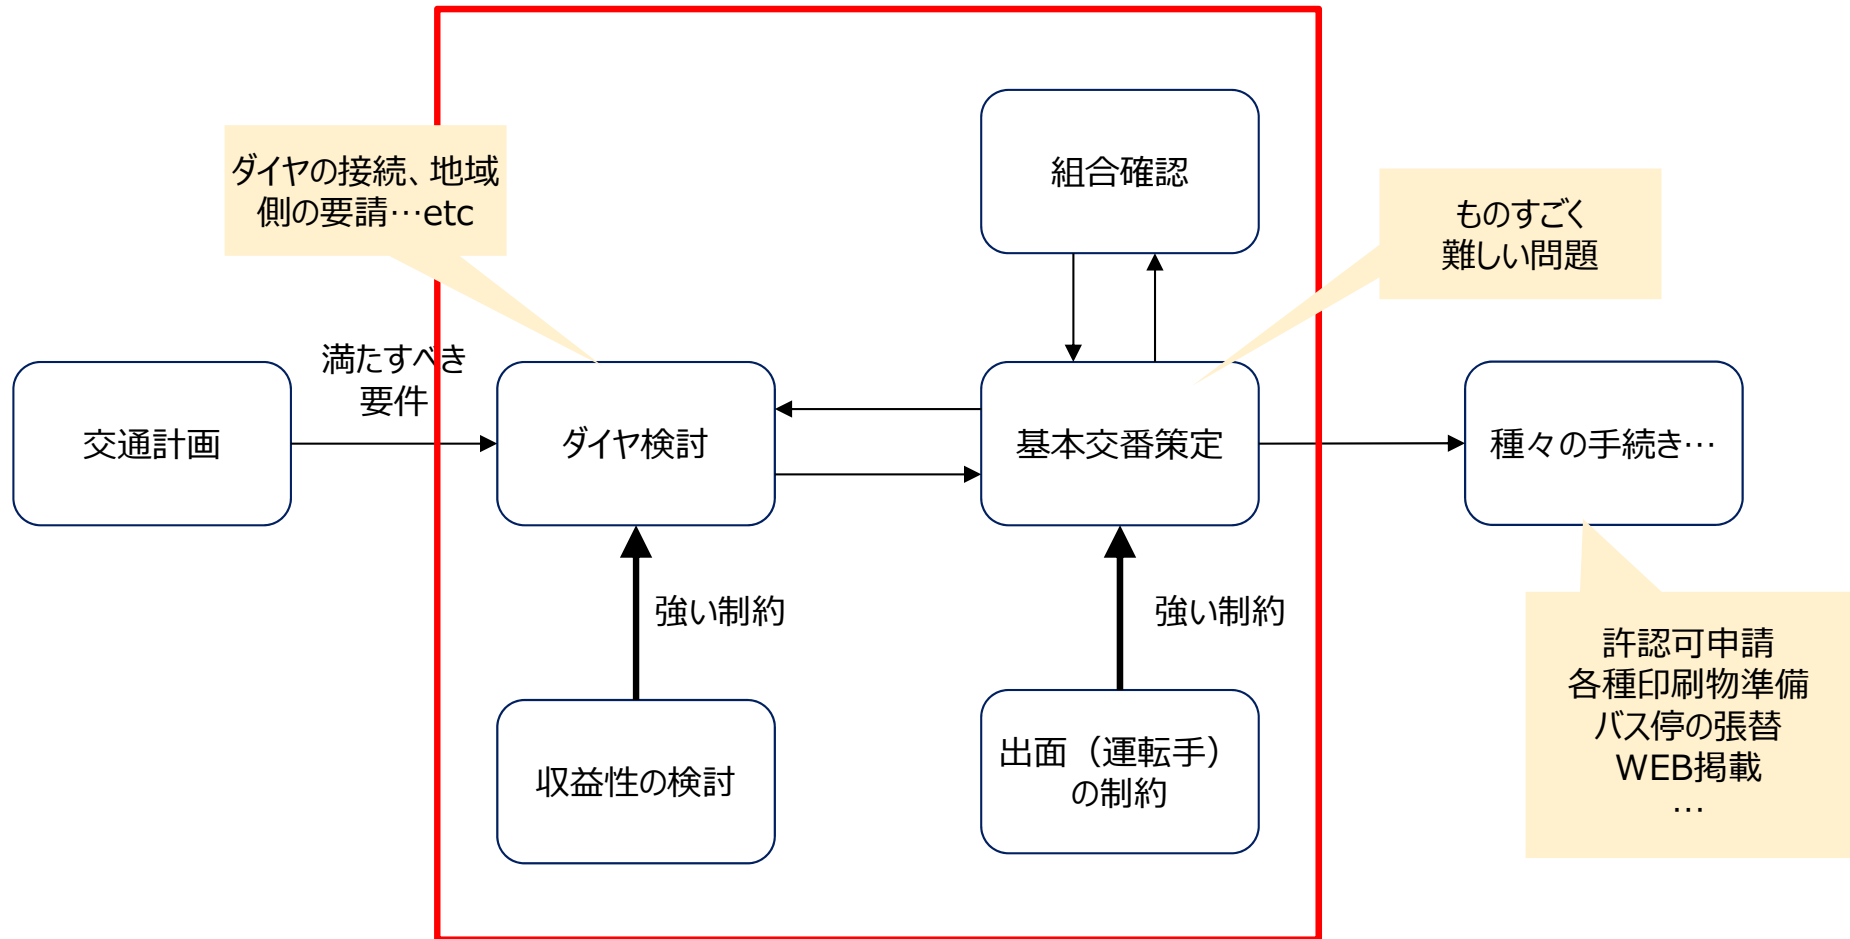 組合確認
ダイヤの接続、地域
側の要請…etc
ものすごく
難しい問題
満たすべき
要件
交通計画
ダイヤ検討
基本交番策定
種々の手続き…
強い制約
強い制約
収益性の検討
出面（運転手）
の制約
許認可申請
各種印刷物準備
バス停の張替
WEB掲載
…